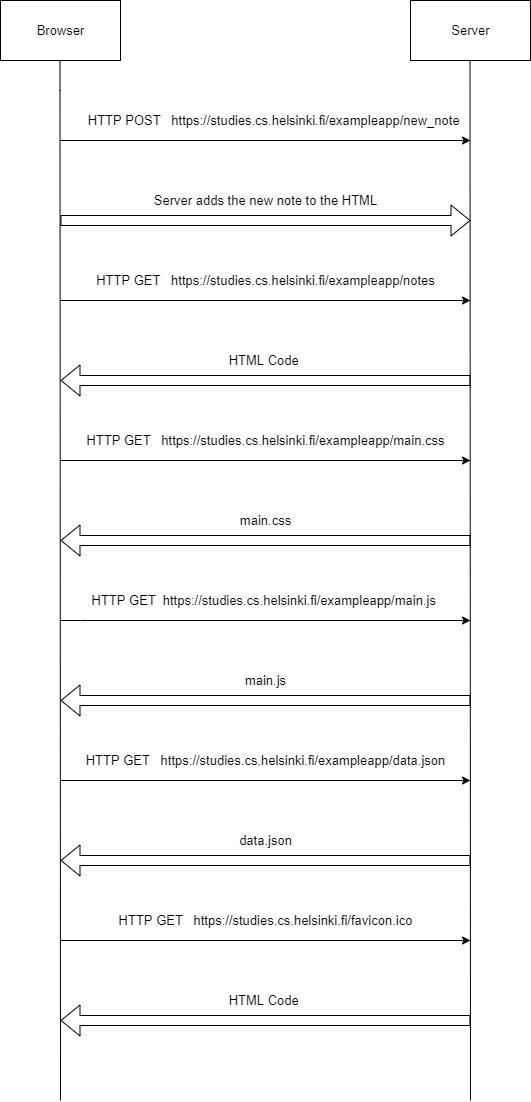 Browser
Server
HTTP POST   https://studies.cs.helsinki.fi/exampleapp/new_note
Server adds the new note to the HTML
HTTP GET   https://studies.cs.helsinki.fi/exampleapp/notes
HTML Code
HTTP GET   https://studies.cs.helsinki.fi/exampleapp/main.css
main.css
HTTP GET  https://studies.cs.helsinki.fi/exampleapp/main.js
main.js
HTTP GET   https://studies.cs.helsinki.fi/exampleapp/data.json
data.json
HTTP GET   https://studies.cs.helsinki.fi/favicon.ico
HTML Code